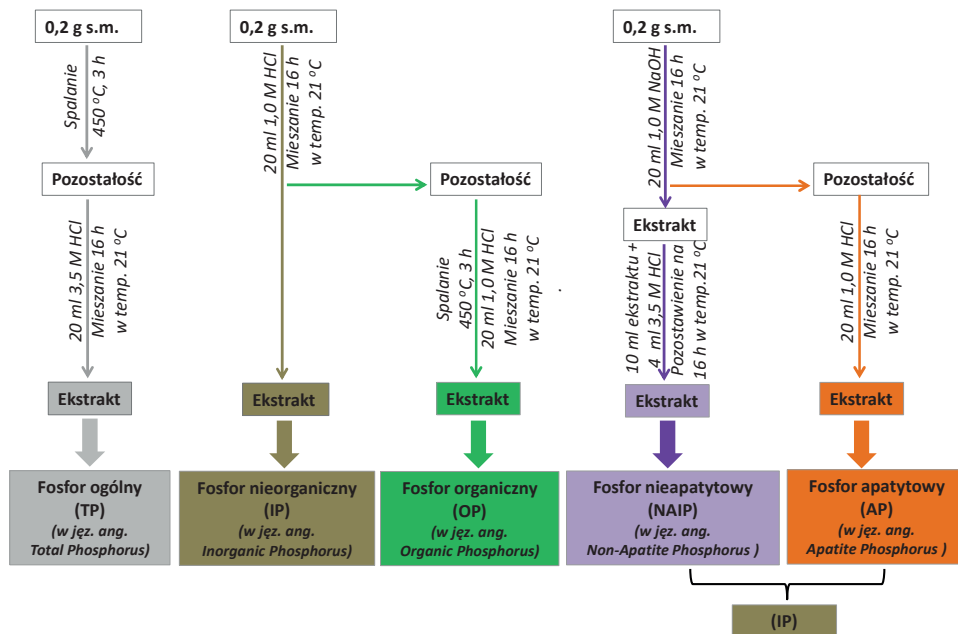 0,2 g s.m.
0,2 g s.m.
0,2 g s.m.
Spalanie
450 °C, 3 h
20 ml 1,0 M HCl
Mieszanie 16 h
w temp. 21 °C
20 ml 1,0 M NaOH
Mieszanie 16 h
w temp. 21 °C
Pozostałość
Pozostałość
Pozostałość
Ekstrakt
20 ml 3,5 M HCl
Mieszanie 16 h
w temp. 21 °C
Spalanie
450 °C, 3 h
20 ml 1,0 M HCl
Mieszanie 16 h
w temp. 21 °C
10 ml ekstraktu +
4 ml 3,5 M HCl
Pozostawienie na
16 h w temp.21 °C
20 ml 1,0 M HCl
Mieszanie 16 h
w temp. 21 °C
Ekstrakt
Ekstrakt
Ekstrakt
Ekstrakt
Ekstrakt
Fosfor ogólny
(TP)
(w jęz. ang.
Total Phosphorus)
Fosfor nieorganiczny
(IP)
(w jęz. ang.
Inorganic Phosphorus)
Fosfor organiczny
(OP)
(w jęz. ang.
Organic Phosphorus)
Fosfor nieapatytowy
(NAIP)
(w jęz. ang.
Non-Apatite Phosphorus )
Fosfor apatytowy
(AP)
(w jęz. ang.
Apatite Phosphorus )
(IP)